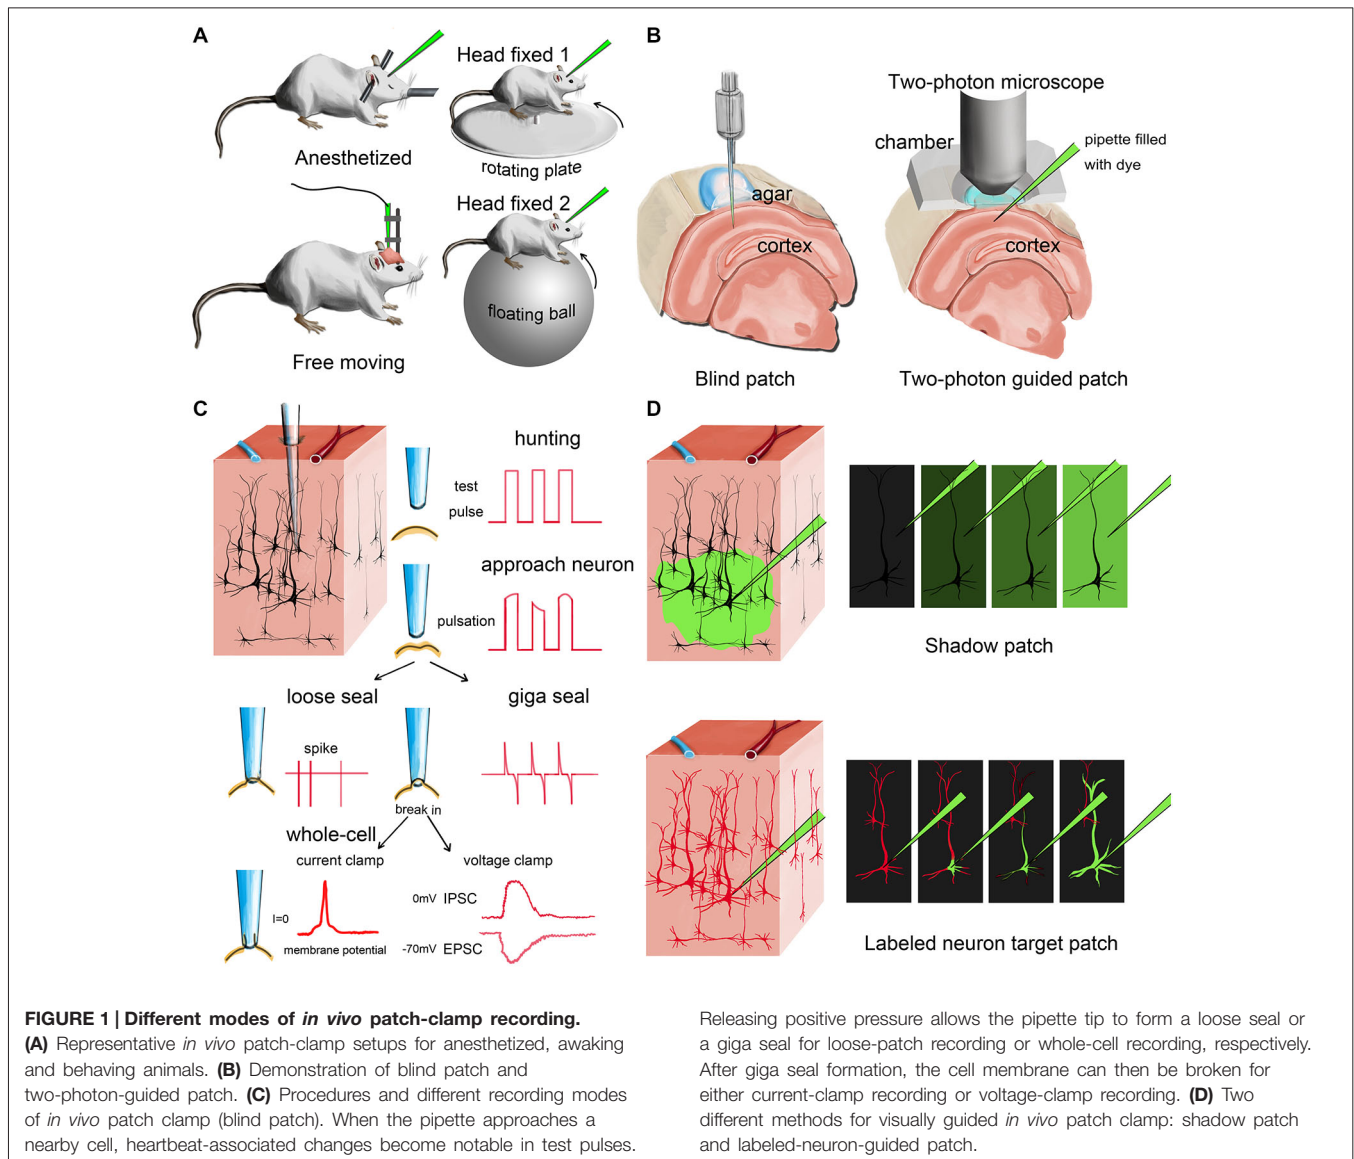 A
Anesthetized
Head fixed 1
rotating plate
Free moving
Head fixed 2
floating ball
B
agar
cortex
Blind patch
Two-photon microscope
chamber
pipette filled
with dye
cortex
Two-photon guided patch
C
hunting
test
pulse
approach neuron
pulsation
loose seal
giga seal
spike
break in
whole-cell
current clamp
I=0
membrane potential
voltage clamp
0mV IPSC
-70mV EPSC
D
Shadow patch
Labeled neuron target patch
FIGURE 1 | Different modes of in vivo patch-clamp recording.
(A) Representative in vivo patch-clamp setups for anesthetized, awaking
and behaving animals. (B) Demonstration of blind patch and
two-photon-guided patch. (C) Procedures and different recording modes
of in vivo patch clamp (blind patch). When the pipette approaches a
nearby cell, heartbeat-associated changes become notable in test pulses.
Releasing positive pressure allows the pipette tip to form a loose seal or
a giga seal for loose-patch recording or whole-cell recording, respectively.
After giga seal formation, the cell membrane can then be broken for
either current-clamp recording or voltage-clamp recording. (D) Two
different methods for visually guided in vivo patch clamp: shadow patch
and labeled-neuron-guided patch.